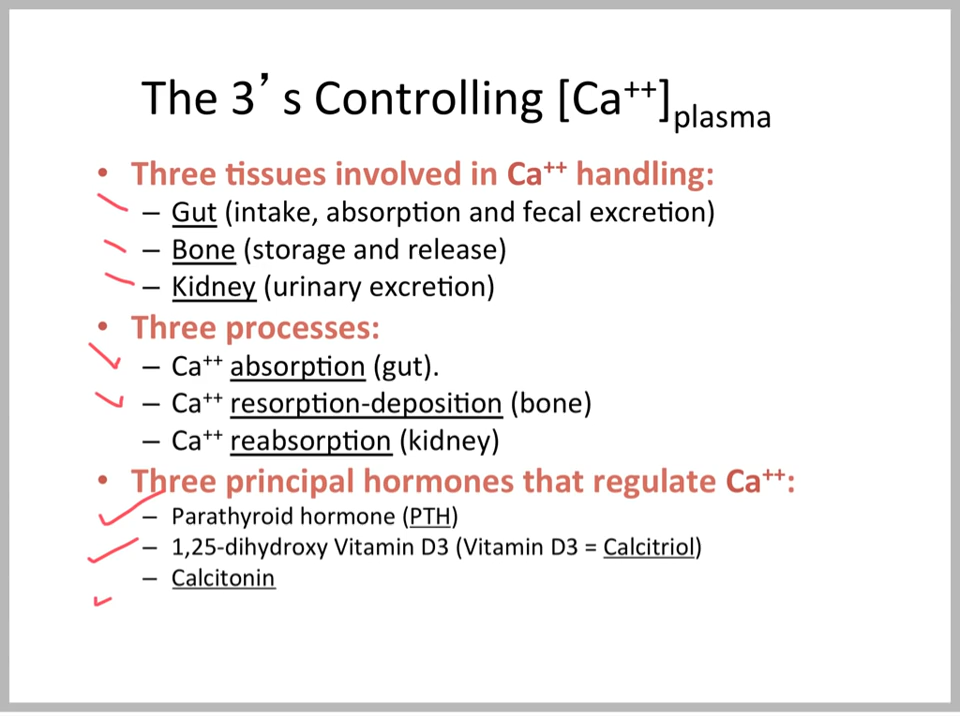 The 3’s Controlling [Ca++]plasma
• Three tissues involved in Ca++ handling:
– Gut (intake, absorption and fecal excretion)
– Bone (storage and release)
– Kidney (urinary excretion)
• Three processes:
– Ca++ absorption (gut).
– Ca++ resorption-deposition (bone)
– Ca++ reabsorption (kidney)
• Three principal hormones that regulate Ca++:
– Parathyroid hormone (PTH)
– 1,25-dihydroxy Vitamin D3 (Vitamin D3 = Calcitriol)
– Calcitonin